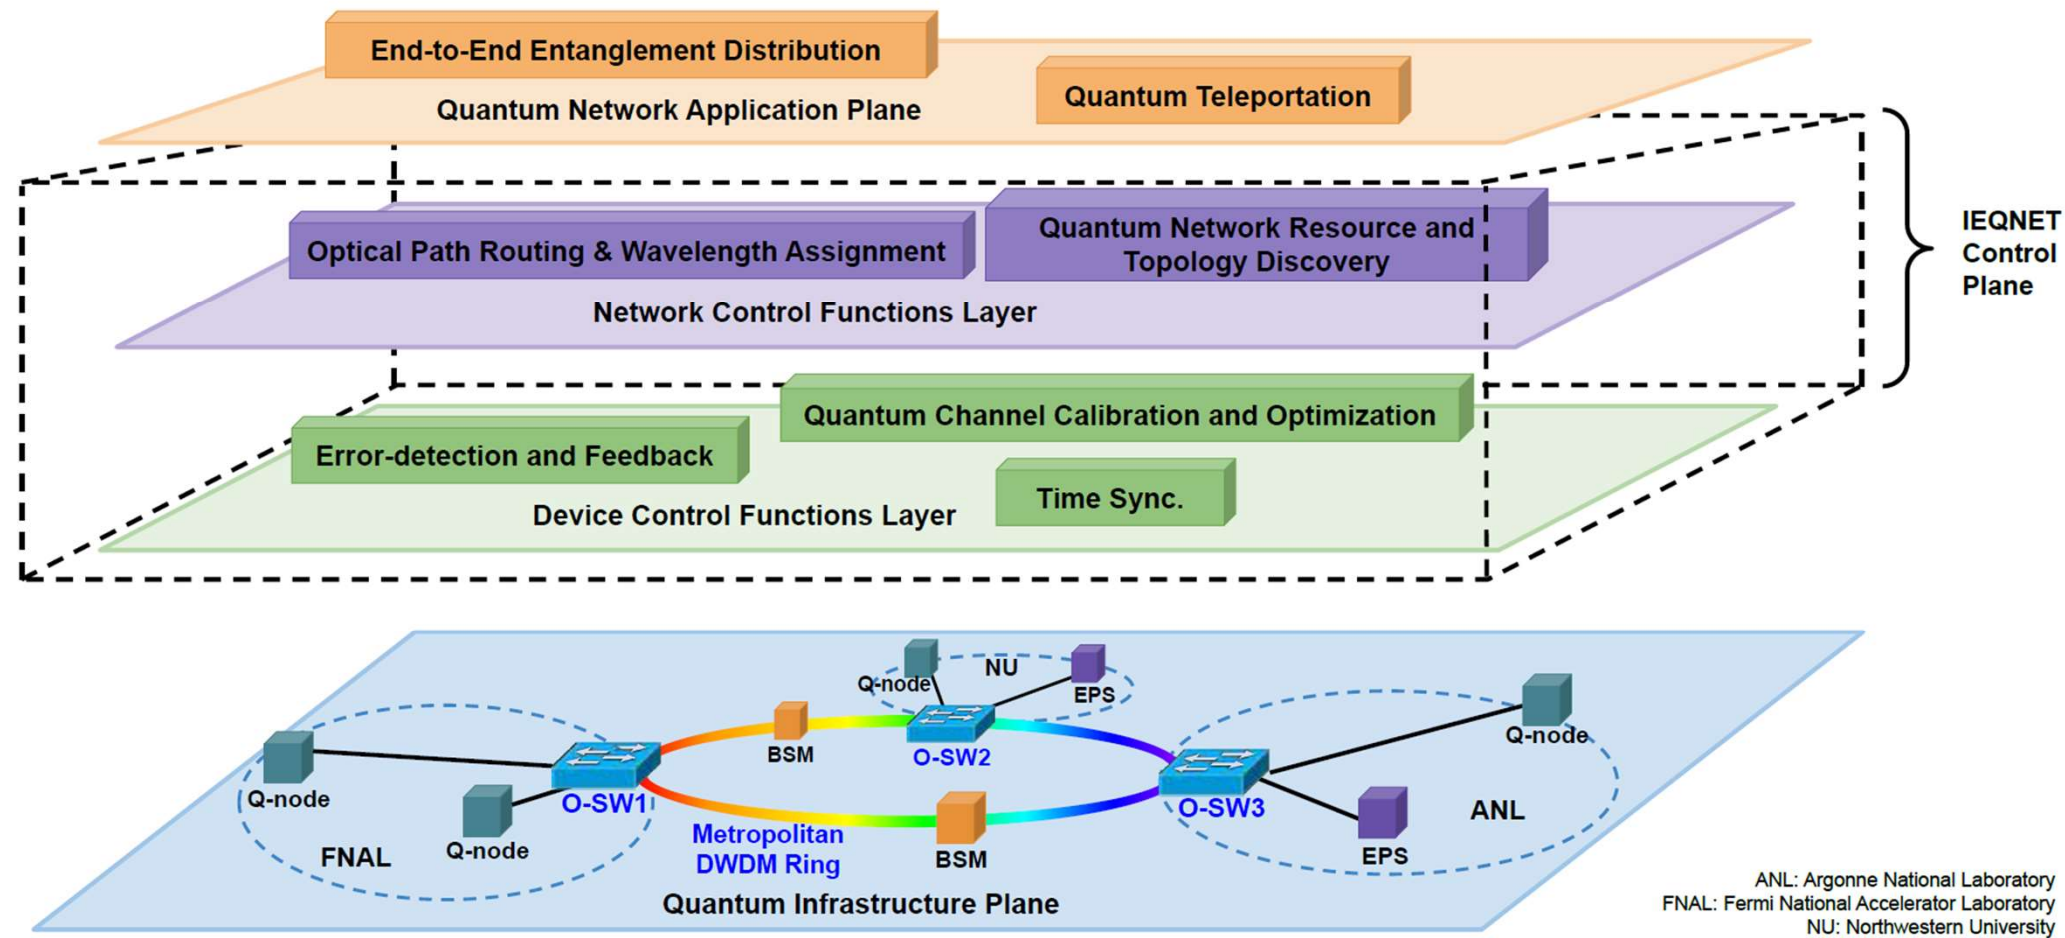 End-to-End Entanglement Distribution
Quantum Teleportation
Quantum Network Application Plane
Optical Path Routing & Wavelength Assignment
Quantum Network Resource and
Topology Discovery
Network Control Functions Layer
IEQNET
Control
Plane
Quantum Channel Calibration and Optimization
Error-detection and Feedback
Time Sync.
Device Control Functions Layer
NU
Q-node
EPS
Q-node
BSM
O-SW2
Q-node
O-SW1
O-SW3
ANL
Metropolitan
DWDM Ring
Q-node
FNAL
BSM
EPS
Quantum Infrastructure Plane
ANL: Argonne National Laboratory
FNAL: Fermi National Accelerator Laboratory
NU: Northwestern University